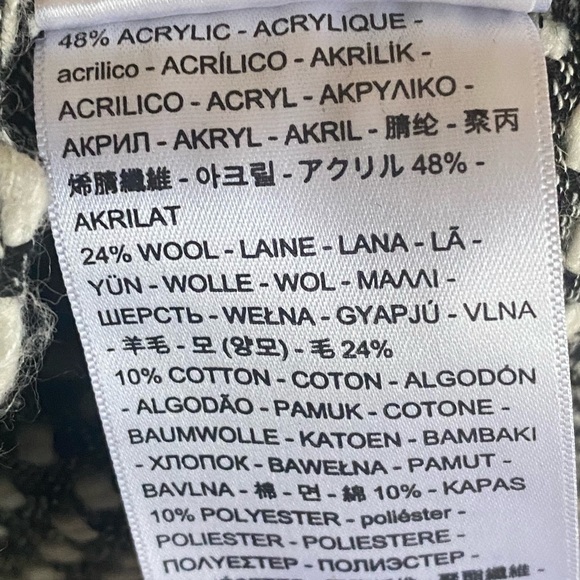 48% ACRYLIC - ACRYLIQUE -
acrilico - ACRÍLICO - AKRİLİK -
ACRILICO - ACRYL - ΑΚΡΥΛΙΚΟ -
АКРИЛ - AKRYL - AKRIL - 腈纶 - 聚丙
烯腈纖維 - 아크릴 - アクリル 48% -
AKRILAT
24% WOOL - LAINE - LANA - LÃ -
YÜN - WOLLE - WOL - ΜΑΛΛΙ -
ШЕРСТЬ - WEŁNA - GYAPJÚ - VLNA
- 羊毛 - 모 (양모) - 毛 24%
10% COTTON - COTON - ALGODÓN
- ALGODÃO - PAMUK - COTONE -
BAUMWOLLE - KATOEN - BAMBAKI
- ХЛОПОК - BAWEŁNA - PAMUT -
BAVLNA - 棉 - 면 - 綿 10% - KAPAS
10% POLYESTER - poliéster -
POLIESTER - POLIESTERE -
ΠΟΛΥΕΣΤΕΡ - ПОЛИЭСТЕР -